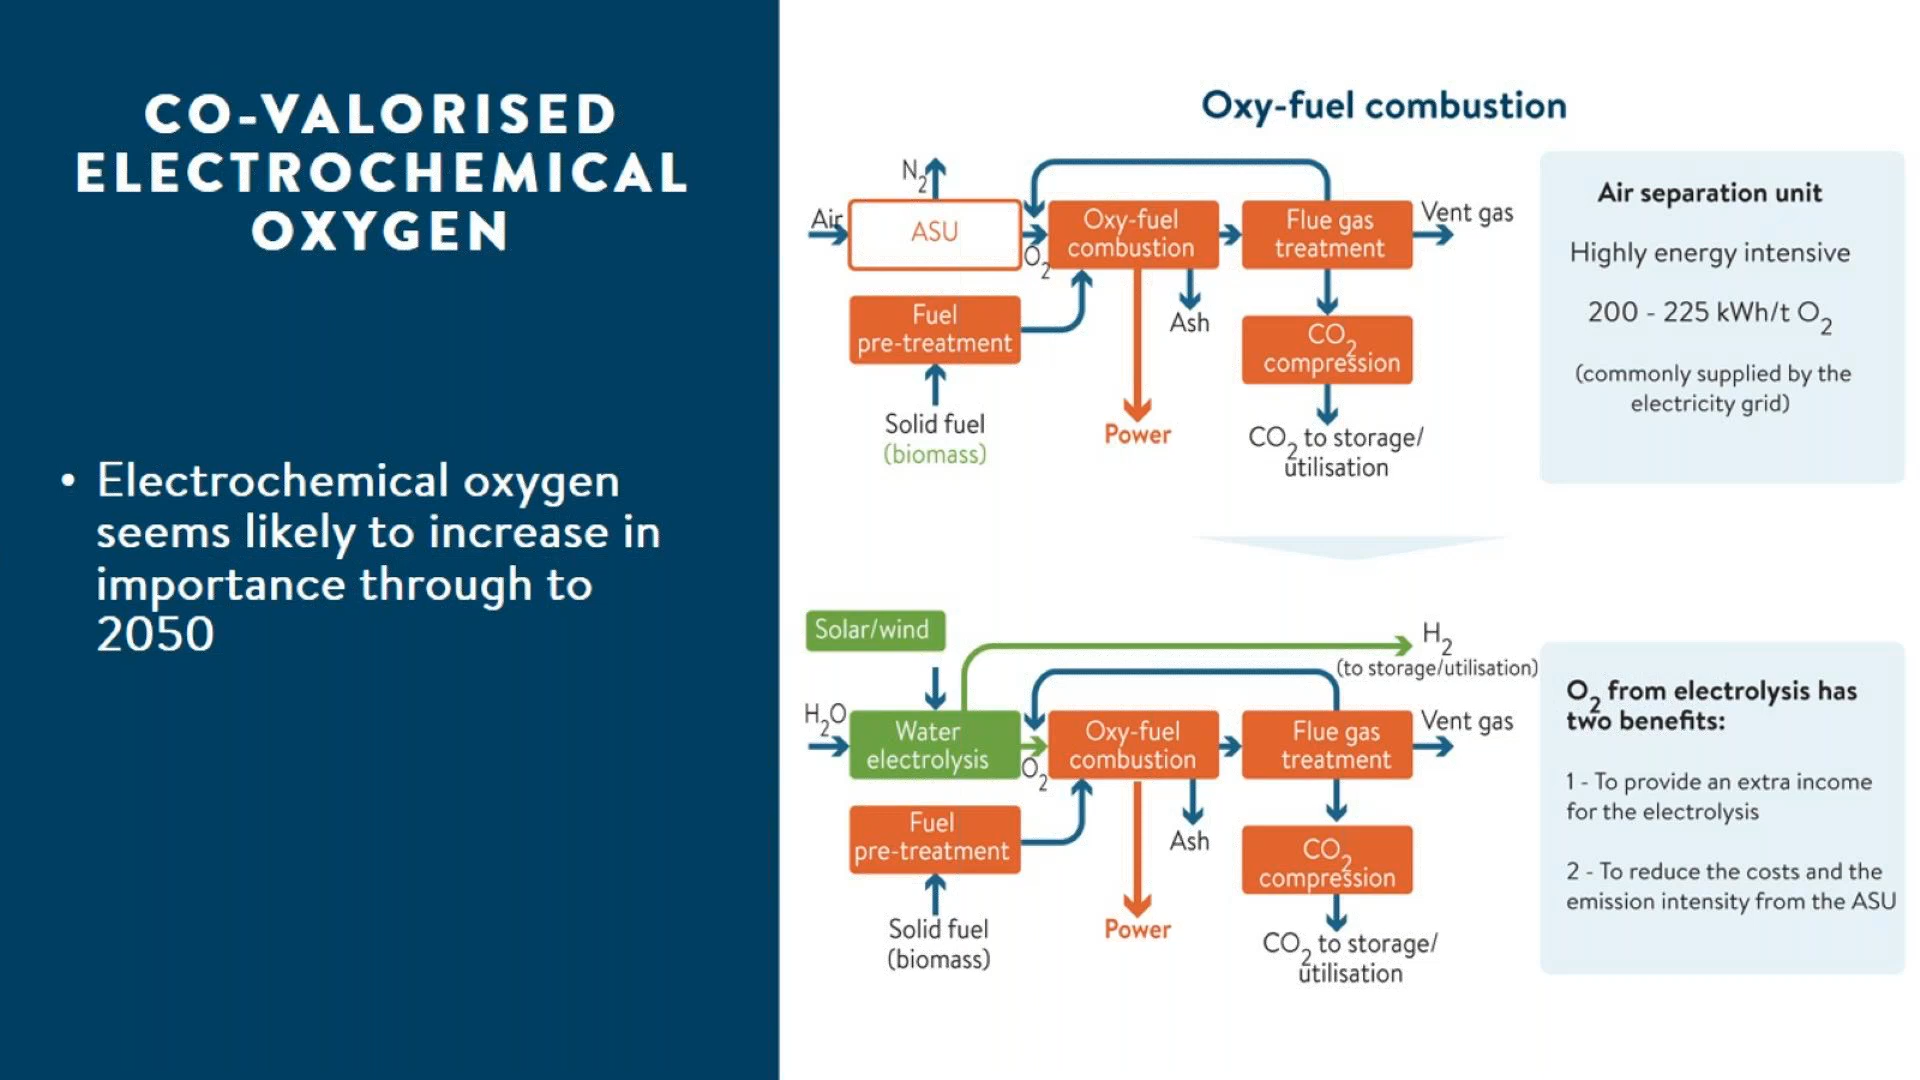 CO-VALORISED
ELECTROCHEMICAL
OXYGEN
• Electrochemical oxygen
seems likely to increase in
importance through to
2050
Oxy-fuel combustion
N2
Air
ASU
O2
Oxy-fuel
combustion
Flue gas
treatment
Vent gas
Fuel
pre-treatment
Ash
CO2
compression
Solid fuel
(biomass)
Power
CO2 to storage/
utilisation
Air separation unit
Highly energy intensive
200 - 225 kWh/t O2
(commonly supplied by the
electricity grid)
Solar/wind
H2
(to storage/utilisation)
H2O
Water
electrolysis
O2
Oxy-fuel
combustion
Flue gas
treatment
Vent gas
Fuel
pre-treatment
Ash
CO2
compression
Solid fuel
(biomass)
Power
CO2 to storage/
utilisation
O2 from electrolysis has
two benefits:
1 - To provide an extra income
for the electrolysis
2 - To reduce the costs and the
emission intensity from the ASU